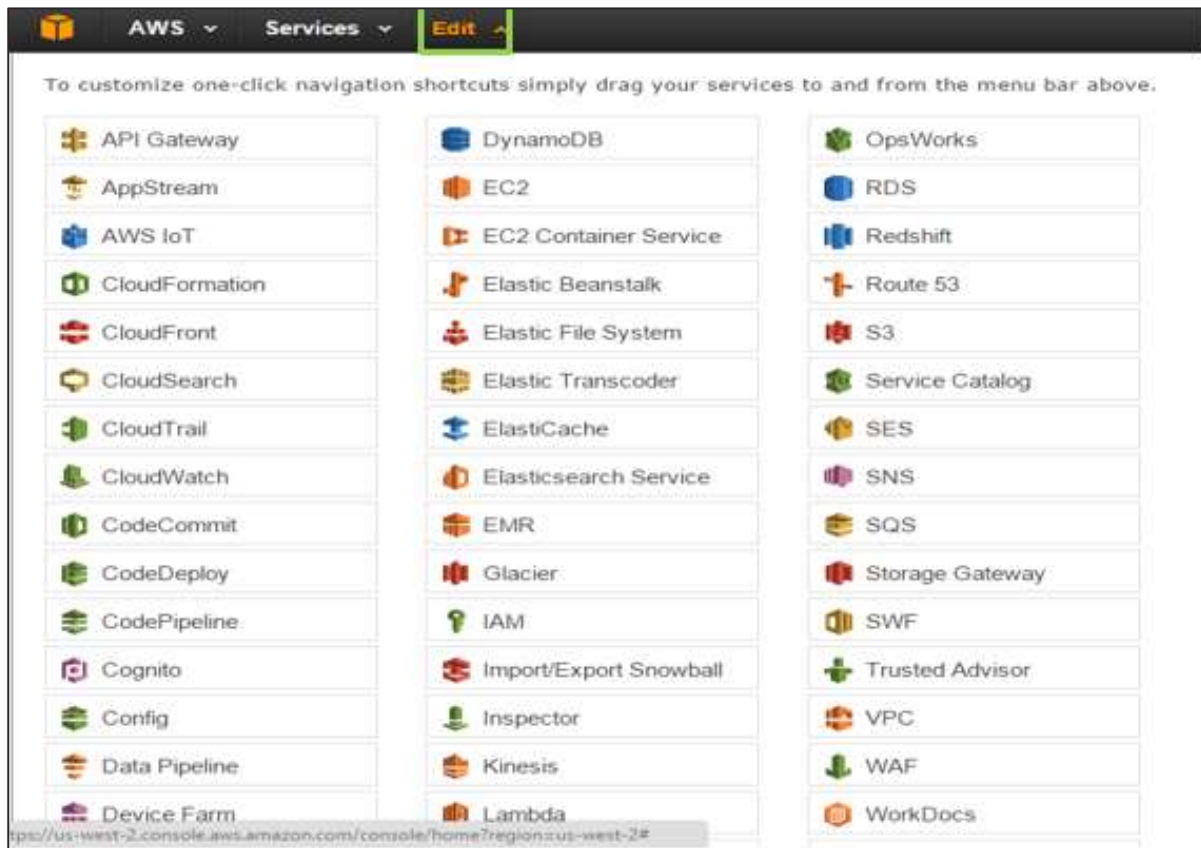 AWS Services Edit
To customize one-click navigation shortcuts simply drag your services to and from the menu bar above.
API Gateway
AppStream
AWS IoT
CloudFormation
CloudFront
CloudSearch
CloudTrail
CloudWatch
CodeCommit
CodeDeploy
CodePipeline
Cognito
Config
Data Pipeline
Device Farm
DynamoDB
EC2
EC2 Container Service
Elastic Beanstalk
Elastic File System
Elastic Transcoder
ElastiCache
Elasticsearch Service
EMR
Glacier
IAM
Import/Export Snowball
Inspector
Kinesis
Lambda
OpsWorks
RDS
Redshift
Route 53
S3
Service Catalog
SES
SNS
SQS
Storage Gateway
SWF
Trusted Advisor
VPC
WAF
WorkDocs
tps://us-west-2.console.aws.amazon.com/console/home?region=us-west-2#